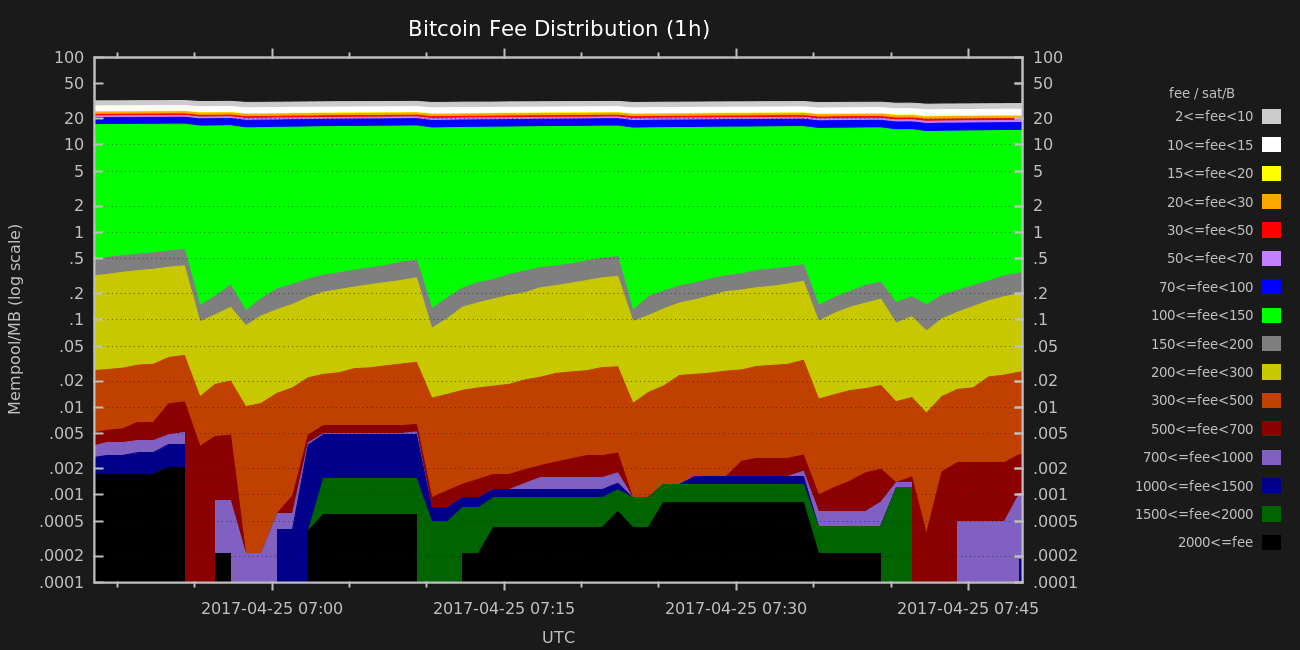 Bitcoin Fee Distribution (1h)
100
50
20
10
5
2
1
.5
.2
.1
.05
.02
.01
.005
.002
.001
.0005
.0002
.0001
Mempool/MB (log scale)
100
50
20
10
5
2
1
.5
.2
.1
.05
.02
.01
.005
.002
.001
.0005
.0002
.0001
2017-04-25 07:00
2017-04-25 07:15
2017-04-25 07:30
2017-04-25 07:45
UTC
fee / sat/B
2<=fee<10
10<=fee<15
15<=fee<20
20<=fee<30
30<=fee<50
50<=fee<70
70<=fee<100
100<=fee<150
150<=fee<200
200<=fee<300
300<=fee<500
500<=fee<700
700<=fee<1000
1000<=fee<1500
1500<=fee<2000
2000<=fee